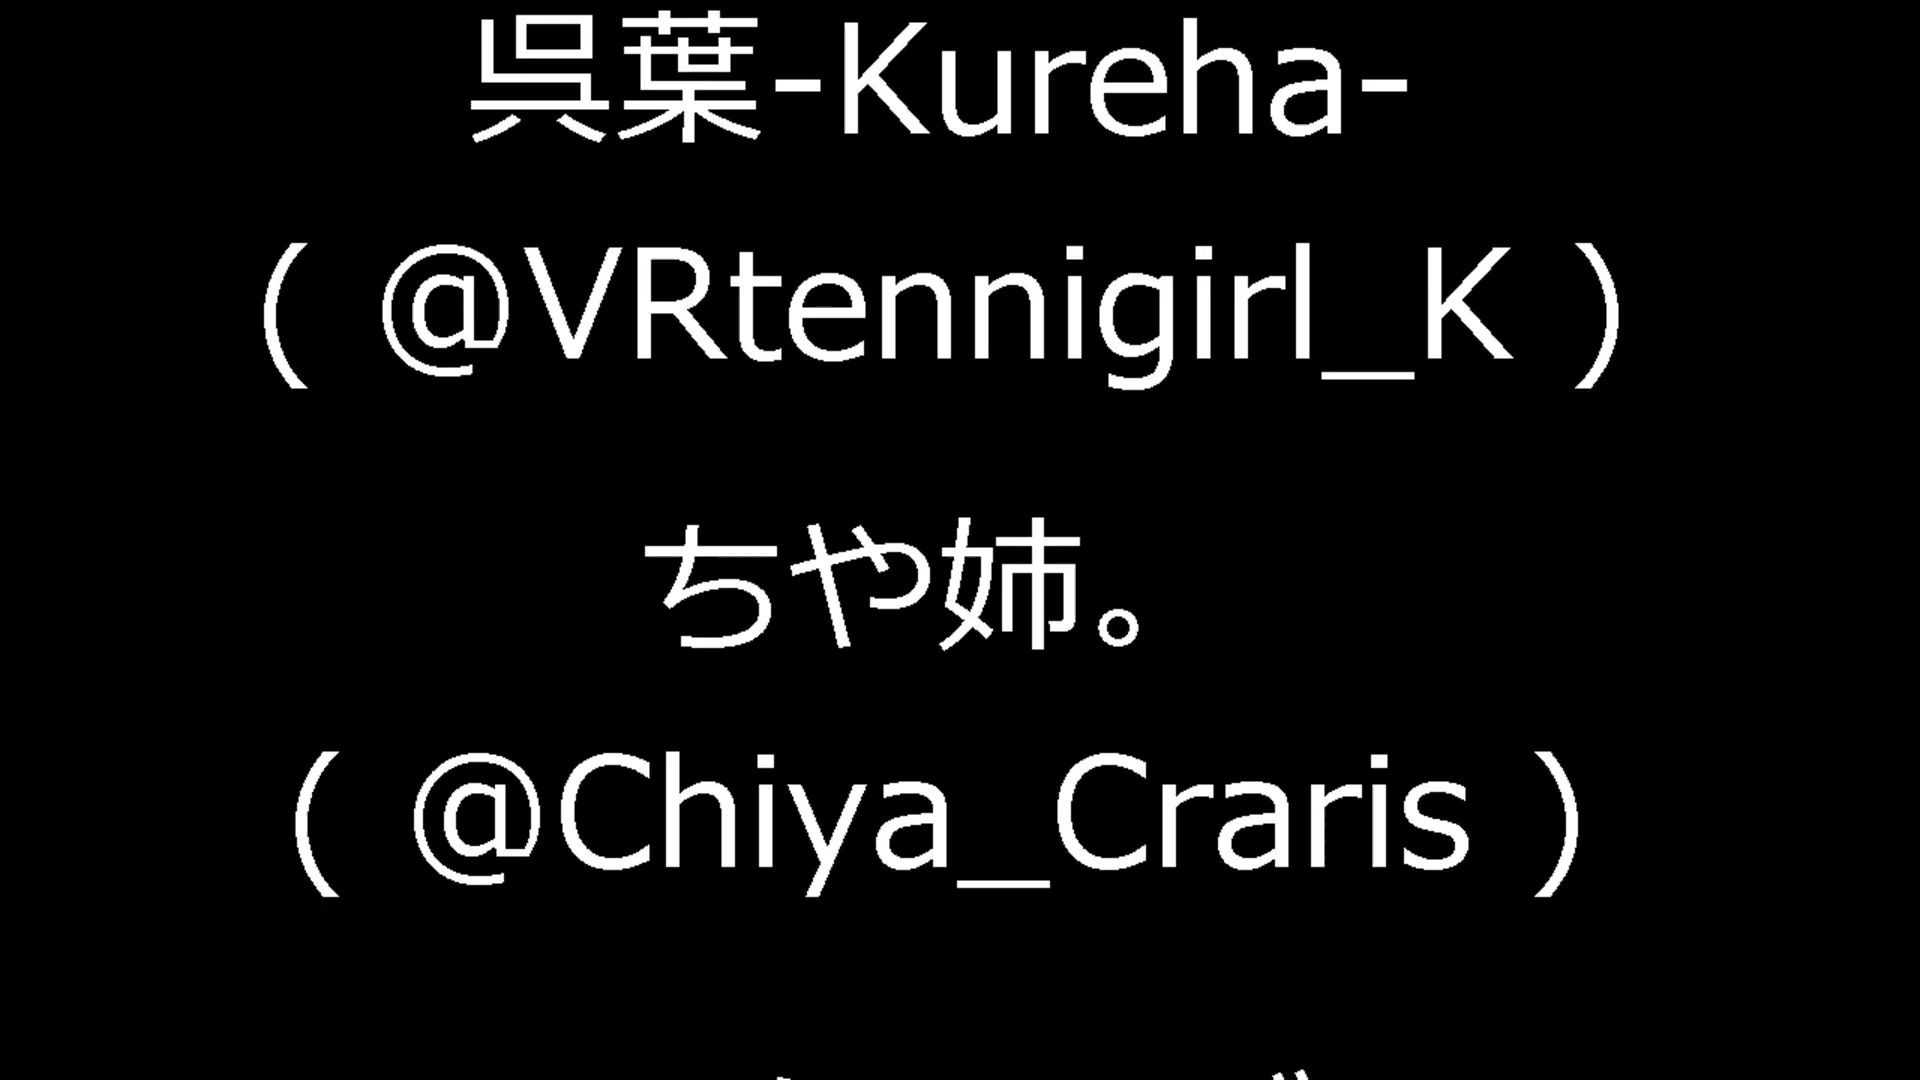 呉葉-Kureha-
( @VRtennigirl_K )
ちや姉。
( @Chiya_Craris )